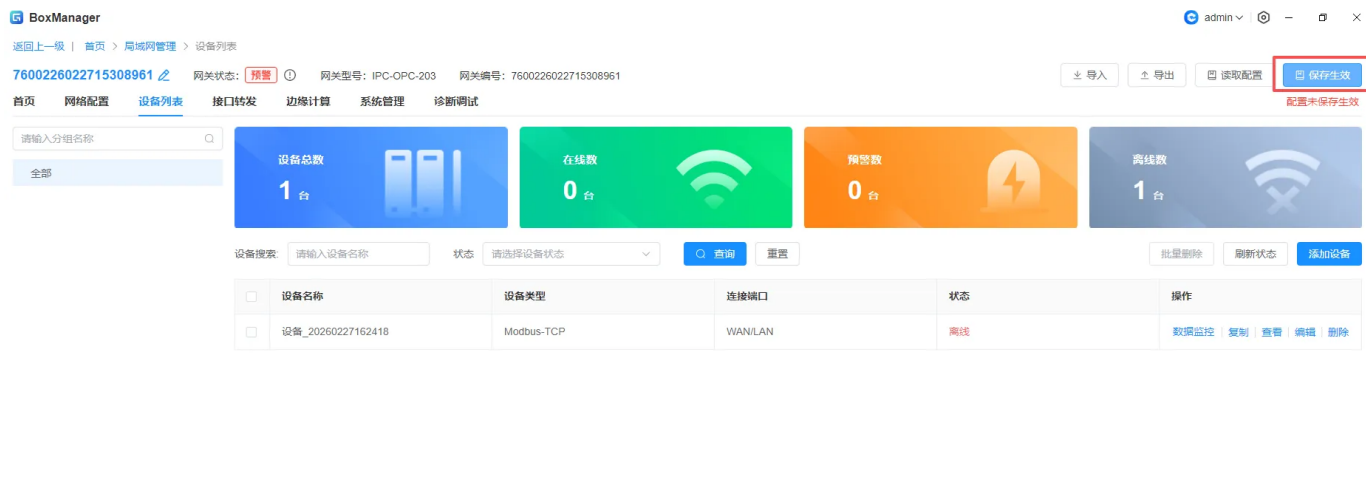 BoxManager
admin
返回上一级 | 首页 > 局域网管理 > 设备列表
7600226022715308961 网关状态: 预警 网关型号: IPC-OPC-203 网关编号: 7600226022715308961
导入 导出 读取配置 保存生效
首页 网络配置 设备列表 接口转发 边缘计算 系统管理 诊断调试
配置未保存生效
请输入分组名称
全部
设备总数
1 台
在线数
0 台
预警数
0 台
离线数
1 台
设备搜索: 请输入设备名称 状态 请选择设备状态 查询 重置 批量删除 刷新状态 添加设备
设备名称 设备类型 连接端口 状态 操作
设备_20260227162418 Modbus-TCP WAN/LAN 离线 数据监控 复制 查看 编辑 删除